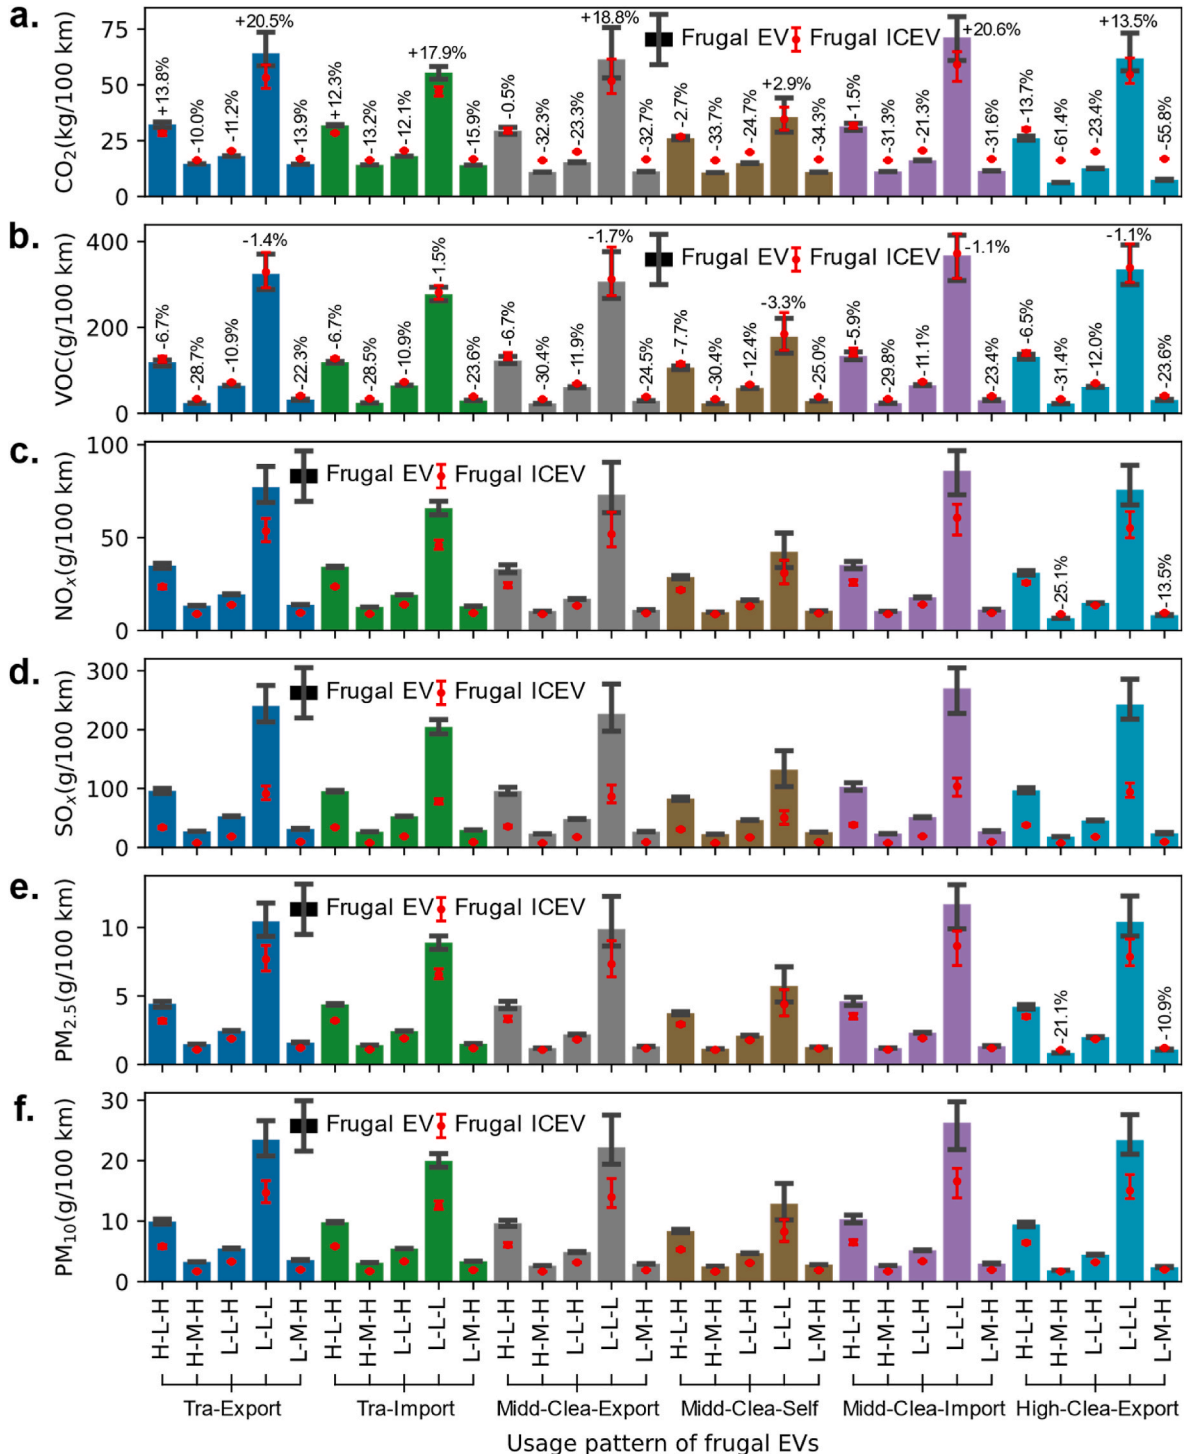 a.
CO2(kg/100 km)
75
50
25
0
Frugal EV
Frugal ICEV
+13.8%
-10.0%
-11.2%
+20.5%
-13.9%
+12.3%
-13.2%
-12.1%
+17.9%
-15.9%
-0.5%
-32.3%
-23.3%
+18.8%
-32.7%
-2.7%
-33.7%
-24.7%
+2.9%
-34.3%
-1.5%
-31.3%
-21.3%
+20.6%
-31.6%
-13.7%
-61.4%
-23.4%
+13.5%
-55.8%
b.
VOC(g/100 km)
400
200
0
Frugal EV
Frugal ICEV
-6.7%
-28.7%
-10.9%
-1.4%
-22.3%
-6.7%
-28.5%
-10.9%
-1.5%
-23.6%
-6.7%
-30.4%
-11.9%
-1.7%
-24.5%
-7.7%
-30.4%
-12.4%
-3.3%
-25.0%
-5.9%
-29.8%
-11.1%
-1.1%
-23.4%
-6.5%
-31.4%
-12.0%
-1.1%
-23.6%
c.
NOx(g/100 km)
100
50
0
Frugal EV
Frugal ICEV
-25.1%
-13.5%
d.
SOx(g/100 km)
300
200
100
0
Frugal EV
Frugal ICEV
e.
PM2.5(g/100 km)
10
5
0
Frugal EV
Frugal ICEV
-21.1%
-10.9%
f.
PM10(g/100 km)
30
20
10
0
Frugal EV
Frugal ICEV
H-L-H
H-M-H
L-L-H
L-L-L
L-M-H
H-L-H
H-M-H
L-L-H
L-L-L
L-M-H
H-L-H
H-M-H
L-L-H
L-L-L
L-M-H
H-L-H
H-M-H
L-L-H
L-L-L
L-M-H
H-L-H
H-M-H
L-L-H
L-L-L
L-M-H
H-L-H
H-M-H
L-L-H
L-L-L
L-M-H
Tra-Export
Tra-Import
Midd-Clea-Export
Midd-Clea-Self
Midd-Clea-Import
High-Clea-Export
Usage pattern of frugal EVs